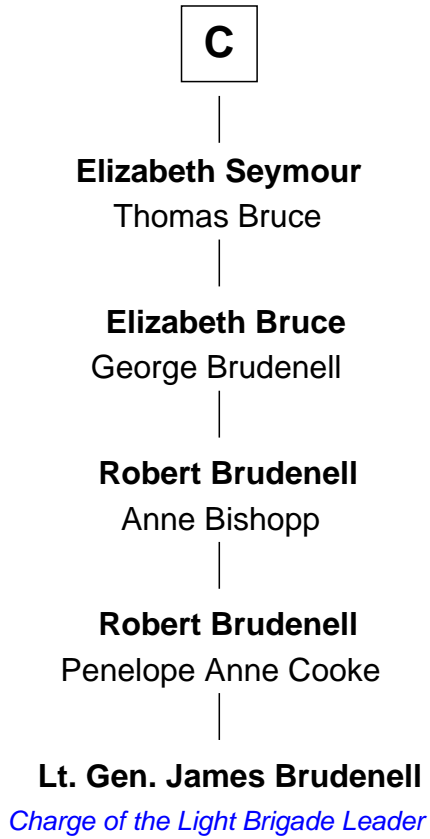 C
Elizabeth Seymour
Thomas Bruce
Elizabeth Bruce
George Brudenell
Robert Brudenell
Anne Bishopp
Robert Brudenell
Penelope Anne Cooke
Lt. Gen. James Brudenell
Charge of the Light Brigade Leader